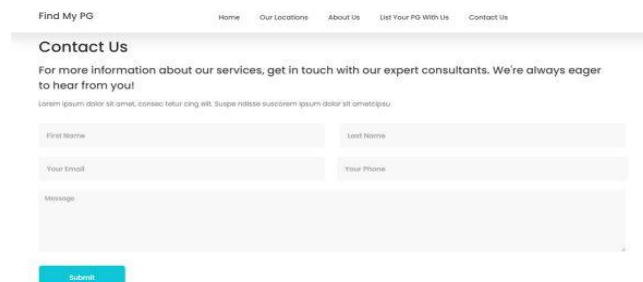 Find My PG Home Our Locations About Us List Your PG With Us Contact Us
Contact Us
For more information about our services, get in touch with our expert consultants. We're always eager
to hear from you!
Lorem ipsum dolor sit amet, consec tetur cing elit. Suspe ndisse suscorem ipsum dolor sit ametcipsu
First Name Last Name
Your Email Your Phone
Message
Submit